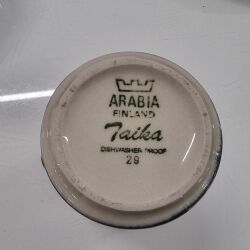 ARABIA
FINLAND
Taika
DISHWASHER PROOF
29